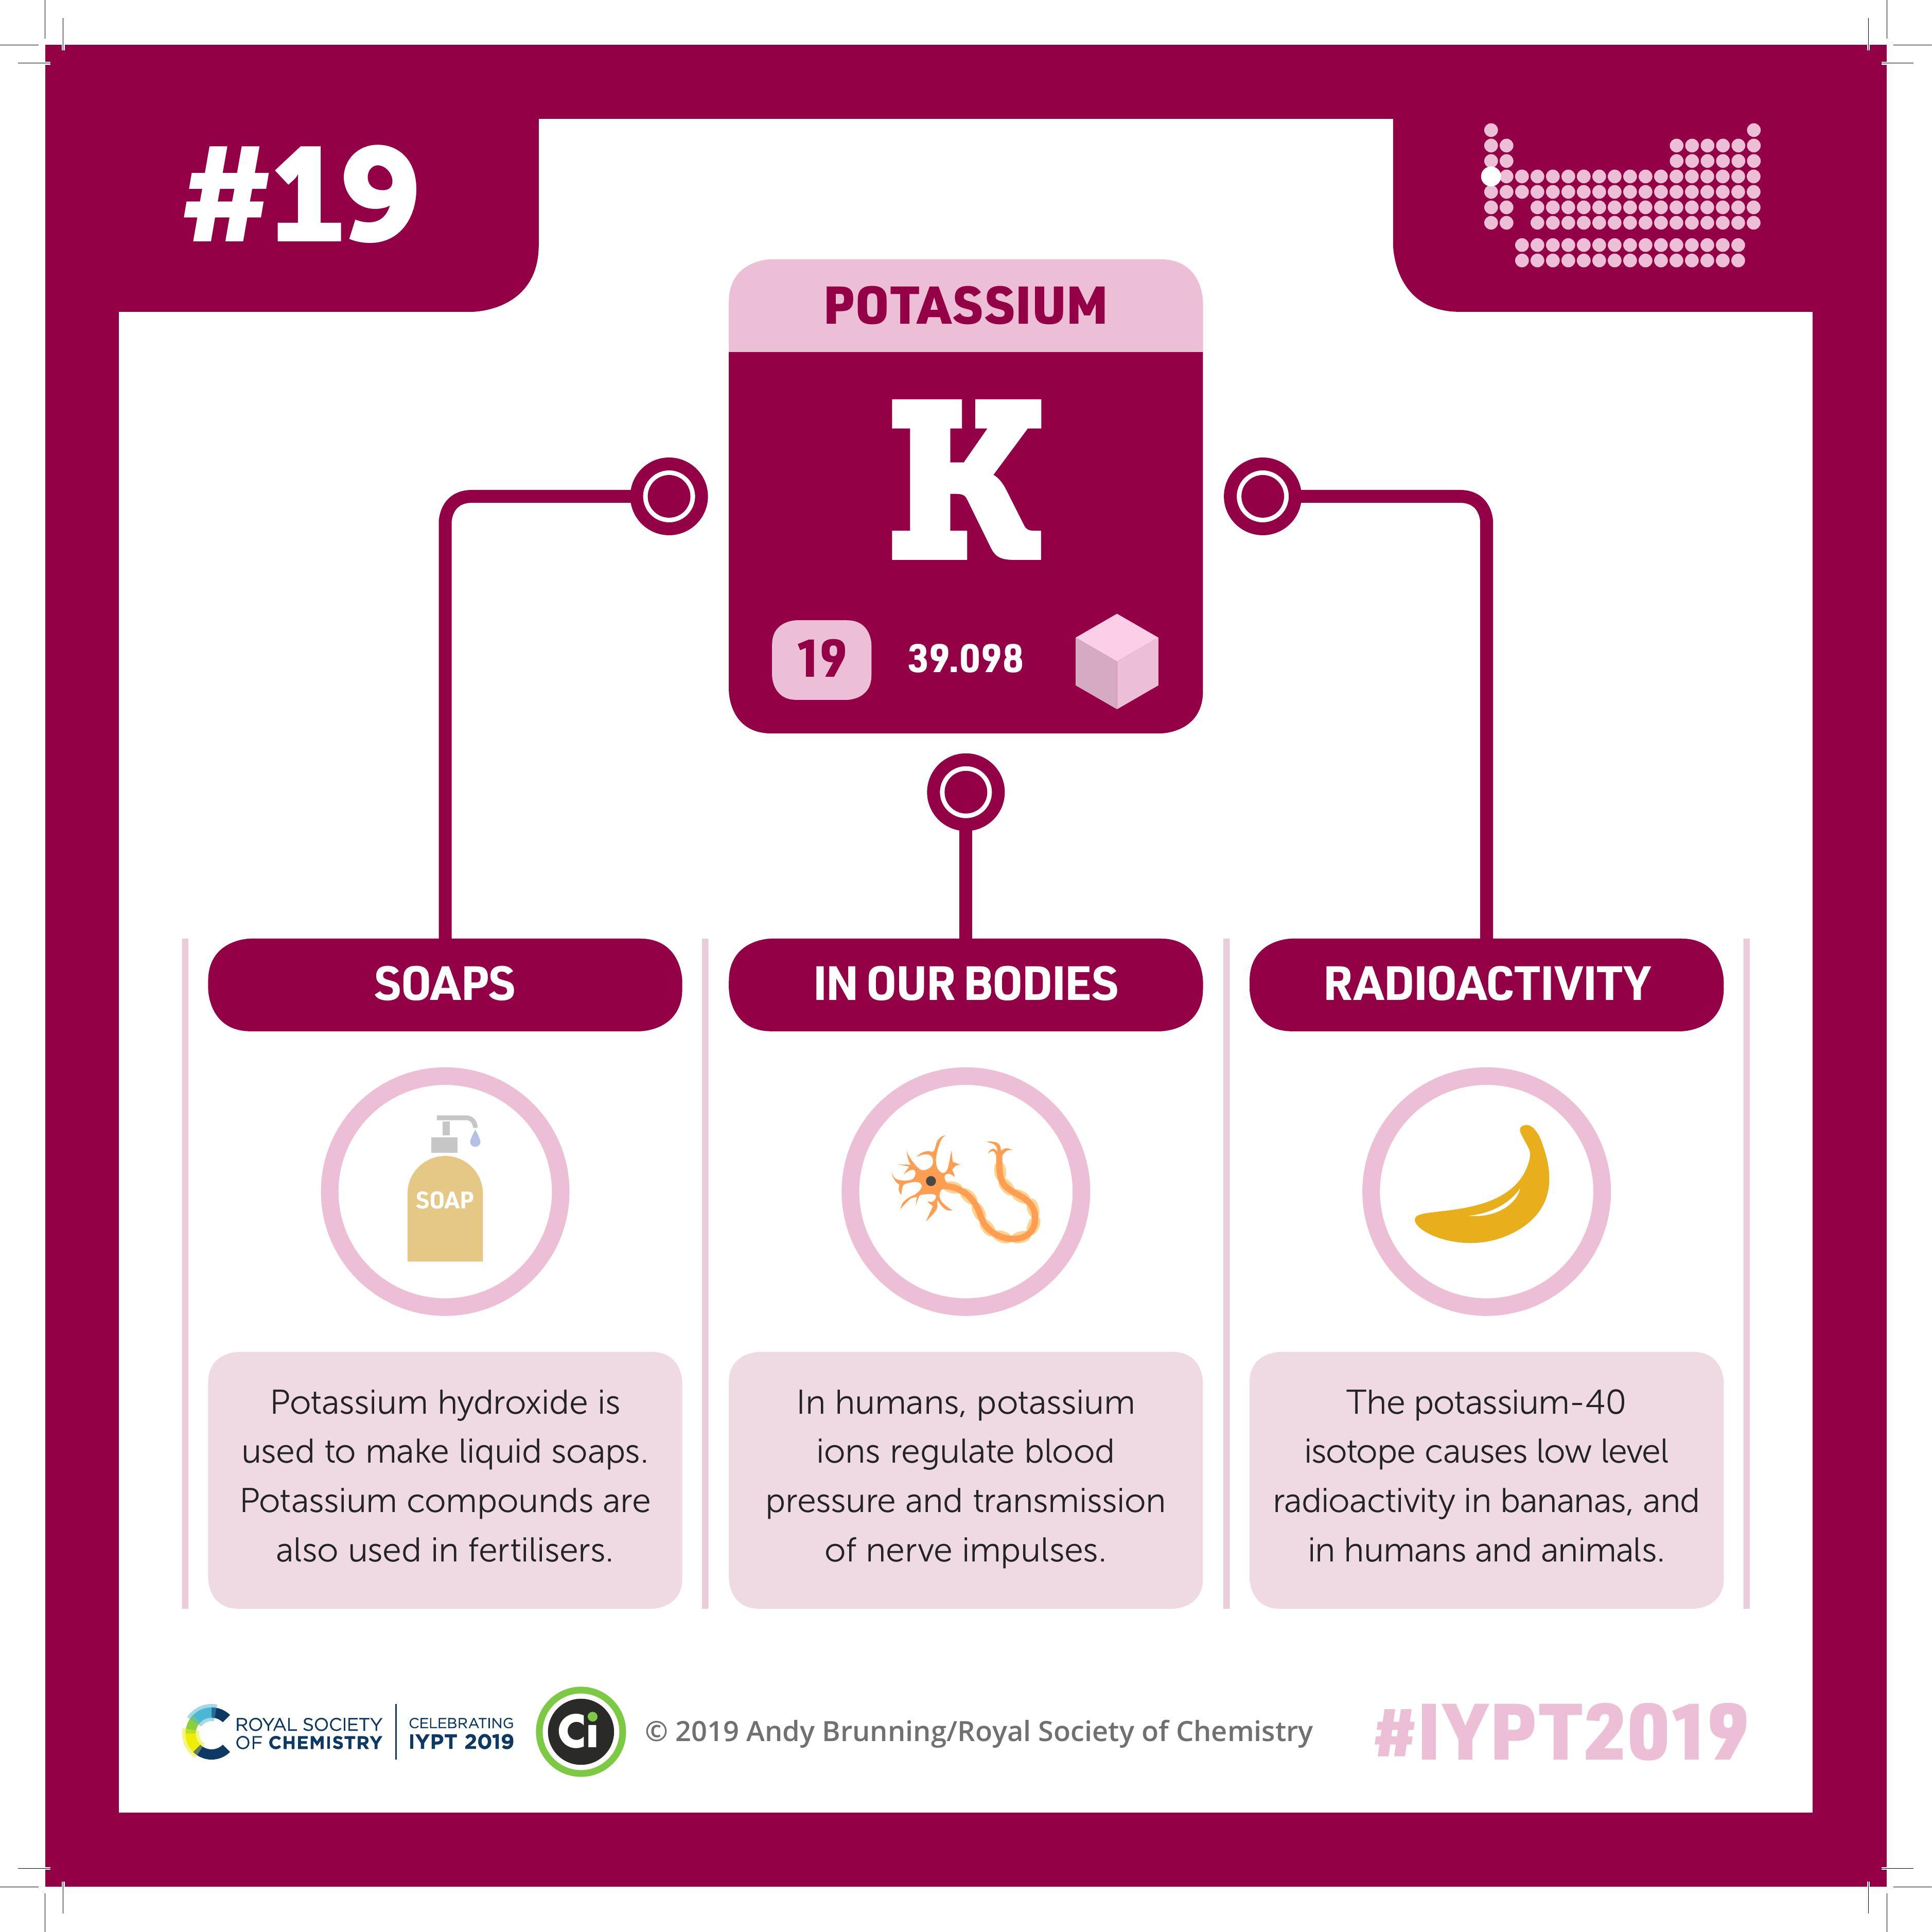 #19
POTASSIUM
K
19 39.098
SOAPS
SOAP
Potassium hydroxide is
used to make liquid soaps.
Potassium compounds are
also used in fertilisers.
IN OUR BODIES
In humans, potassium
ions regulate blood
pressure and transmission
of nerve impulses.
RADIOACTIVITY
The potassium-40
isotope causes low level
radioactivity in bananas, and
in humans and animals.
ROYAL SOCIETY
OF CHEMISTRY
CELEBRATING
IYPT 2019
Ci
© 2019 Andy Brunning/Royal Society of Chemistry
#IYPT2019